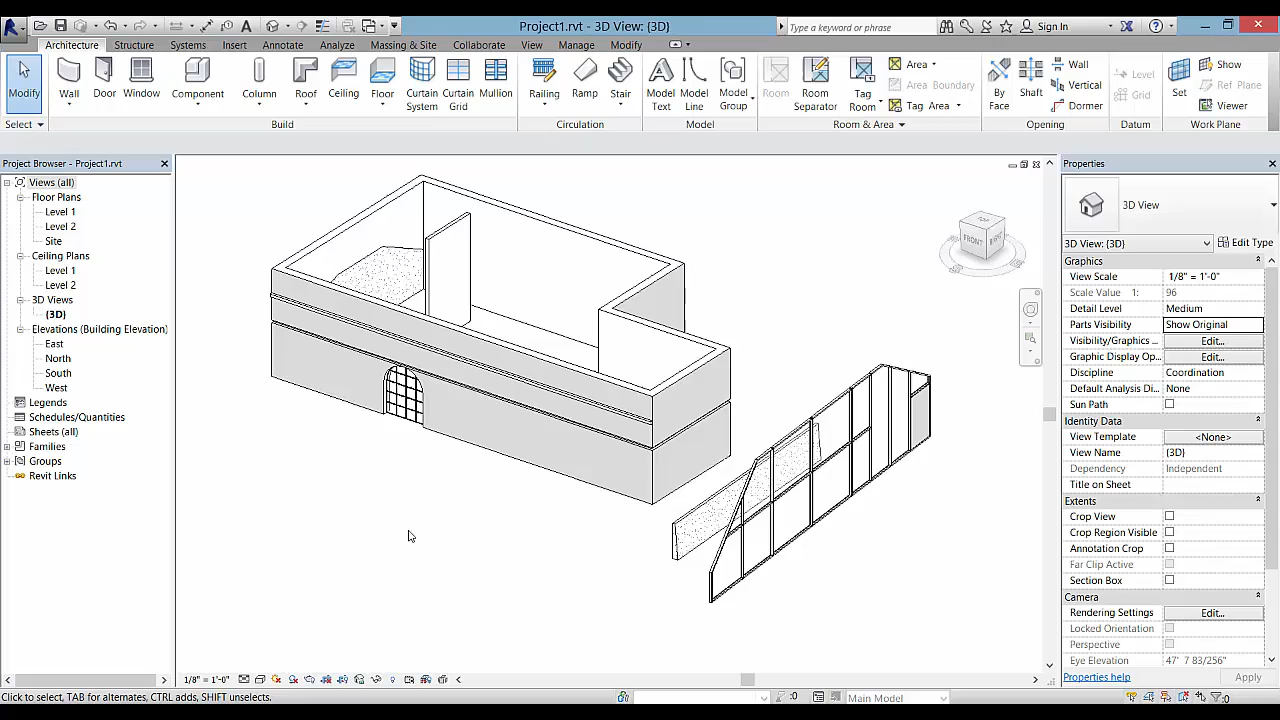 Project1.rvt - 3D View: {3D}
Type a keyword or phrase
Sign In
Architecture Structure Systems Insert Annotate Analyze Massing & Site Collaborate View Manage Modify
Modify Wall Door Window Component Column Roof Ceiling Floor Curtain System Curtain Grid Mullion Railing Ramp Stair Model Text Model Line Model Group Room Room Separator Tag Room By Face Shaft Set
Area Area Boundary Tag Area
Wall Vertical Dormer
Level Grid
Show Ref Plane Viewer
Select Build Circulation Model Room & Area Opening Datum Work Plane
Project Browser - Project1.rvt
Views (all)
Floor Plans
Level 1
Level 2
Site
Ceiling Plans
Level 1
Level 2
3D Views
{3D}
Elevations (Building Elevation)
East
North
South
West
Legends
Schedules/Quantities
Sheets (all)
Families
Groups
Revit Links
TOP
FRONT
Properties
3D View
3D View: {3D} Edit Type
Graphics
View Scale 1/8" = 1'-0"
Scale Value 1: 96
Detail Level Medium
Parts Visibility Show Original
Visibility/Graphics ... Edit...
Graphic Display Op... Edit...
Discipline Coordination
Default Analysis Di... None
Sun Path
Identity Data
View Template <None>
View Name {3D}
Dependency Independent
Title on Sheet
Extents
Crop View
Crop Region Visible
Annotation Crop
Far Clip Active
Section Box
Camera
Rendering Settings Edit...
Locked Orientation
Perspective
Eye Elevation 47' 7 83/256"
Properties help Apply
1/8" = 1'-0"
Click to select, TAB for alternates, CTRL adds, SHIFT unselects.
:0 Main Model :0